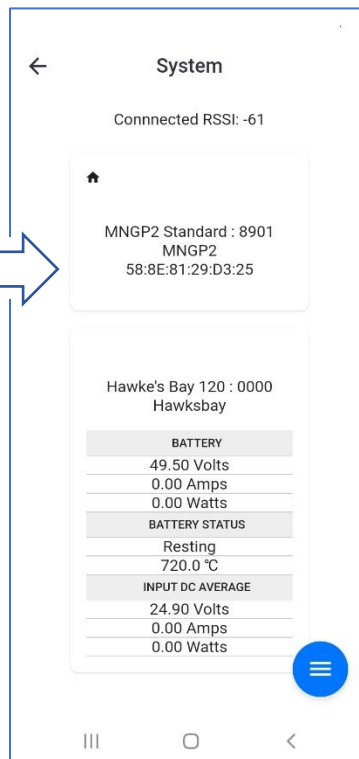 System
Connnected RSSI: -61
MNGP2 Standard : 8901
MNGP2
58:8E:81:29:D3:25
Hawke's Bay 120 : 0000
Hawksbay
BATTERY
49.50 Volts
0.00 Amps
0.00 Watts
BATTERY STATUS
Resting
720.0 ℃
INPUT DC AVERAGE
24.90 Volts
0.00 Amps
0.00 Watts